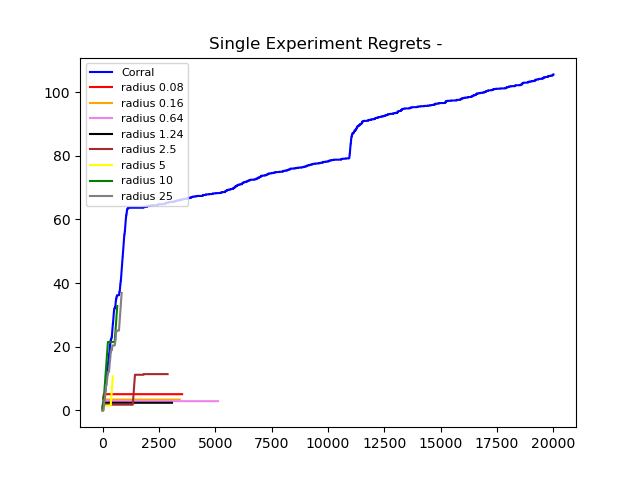 Single Experiment Regrets -
Corral
radius 0.08
radius 0.16
radius 0.64
radius 1.24
radius 2.5
radius 5
radius 10
radius 25
100
80
60
40
20
0
0 2500 5000 7500 10000 12500 15000 17500 20000